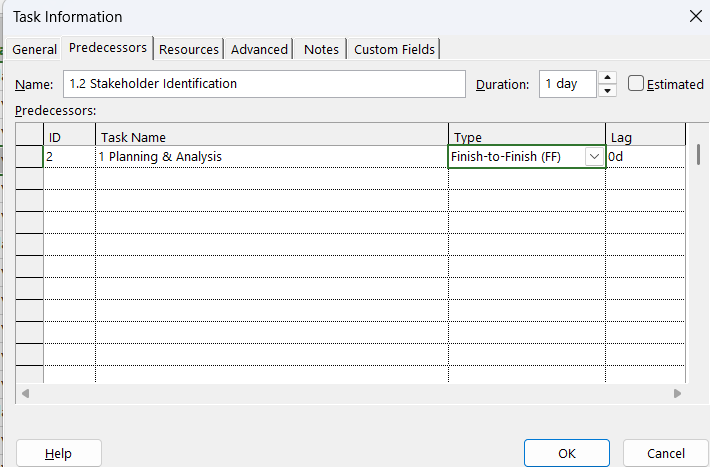 Task Information
General Predecessors Resources Advanced Notes Custom Fields
Name: 1.2 Stakeholder Identification Duration: 1 day Estimated
Predecessors:
ID Task Name Type Lag
2 1 Planning & Analysis Finish-to-Finish (FF) 0d
Help OK Cancel